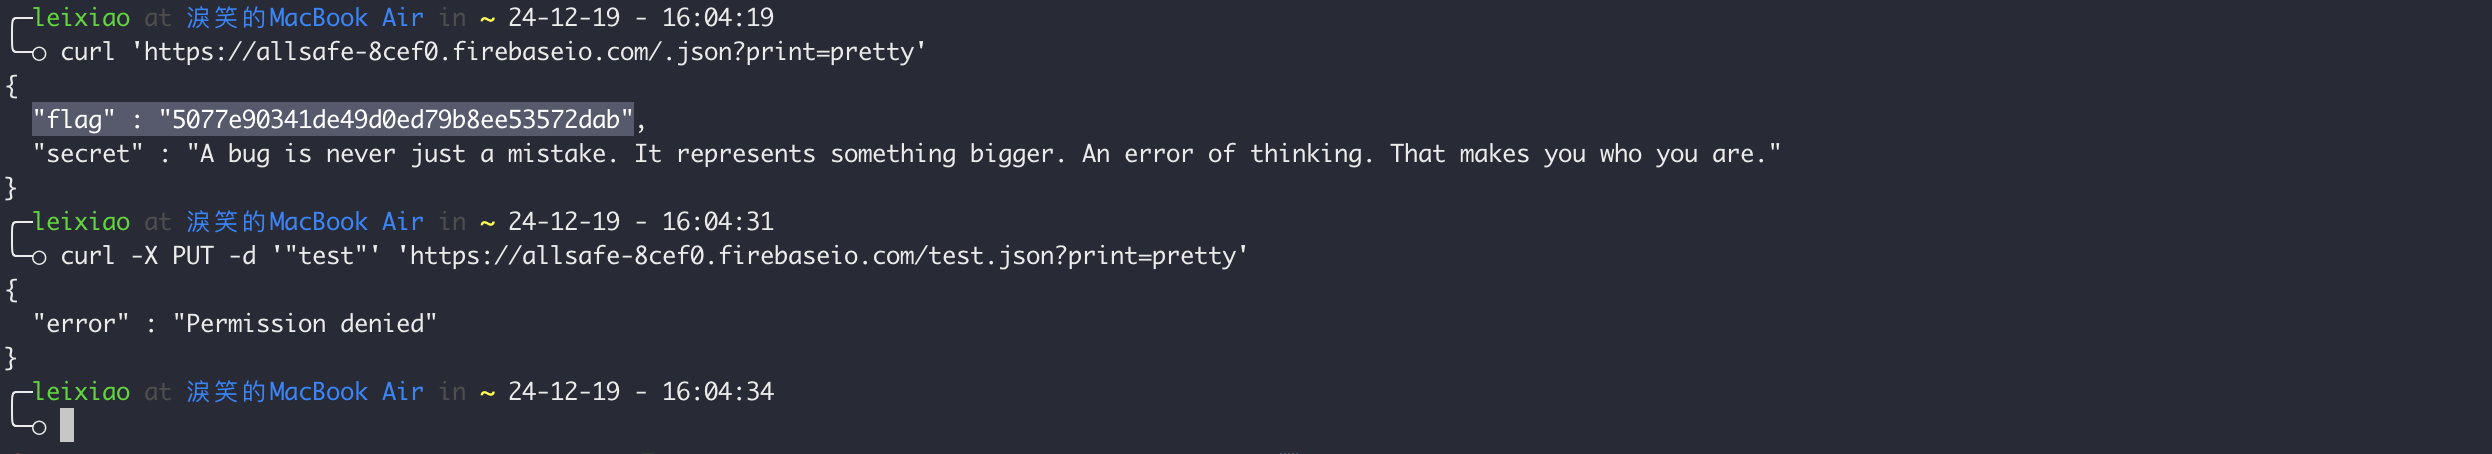 leixiao at 淚笑的MacBook Air in ~ 24-12-19 - 16:04:19
curl 'https://allsafe-8cef0.firebaseio.com/.json?print=pretty'
{
"flag" : "5077e90341de49d0ed79b8ee53572dab",
"secret" : "A bug is never just a mistake. It represents something bigger. An error of thinking. That makes you who you are."
}
leixiao at 淚笑的MacBook Air in ~ 24-12-19 - 16:04:31
curl -X PUT -d '"test"' 'https://allsafe-8cef0.firebaseio.com/test.json?print=pretty'
{
"error" : "Permission denied"
}
leixiao at 淚笑的MacBook Air in ~ 24-12-19 - 16:04:34